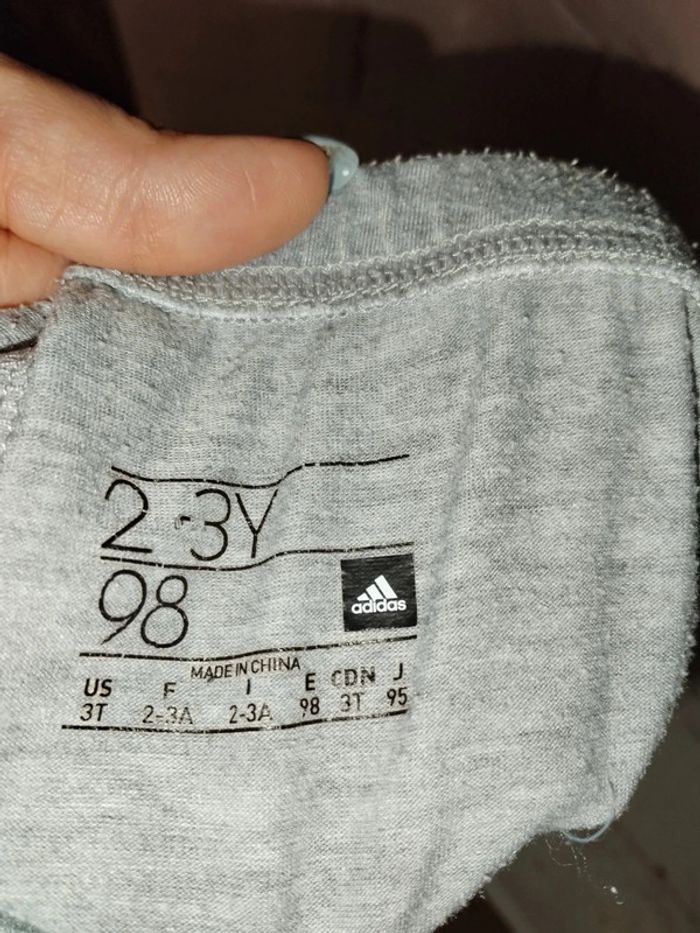 2-3Y
98
adidas
MADE IN CHINA
US F I E CDN J
3T 2-3A 2-3A 98 3T 95